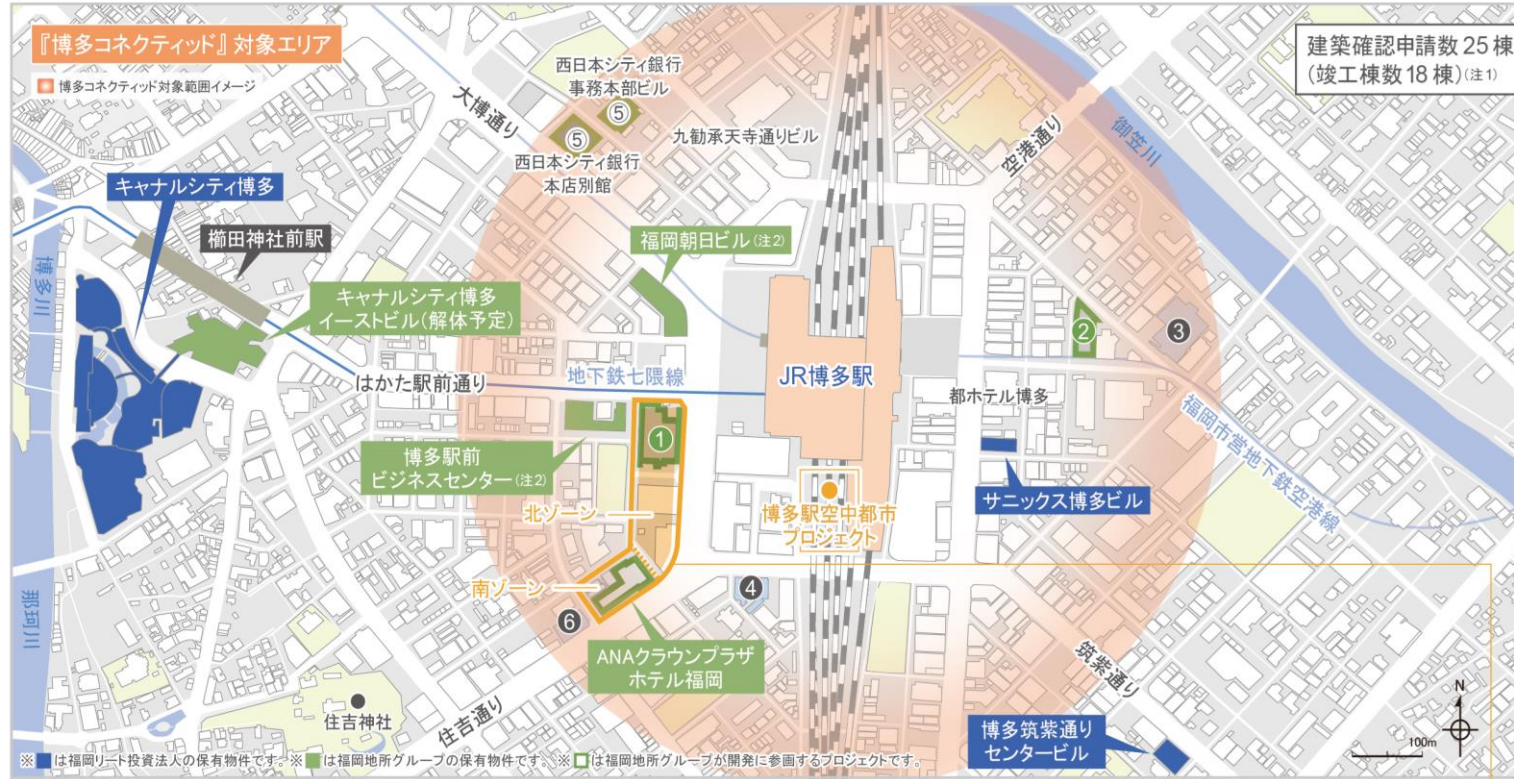 『博多コネクティッド』対象エリア
博多コネクティッド対象範囲イメージ
建築確認申請数 25 棟
(竣工棟数 18 棟)(注1)
西日本シティ銀行
事務本部ビル
⑤
⑤
西日本シティ銀行
本店別館
大博通り
九勧承天寺通りビル
空港通り
御笠川
キャナルシティ博多
櫛田神社前駅
博多川
福岡朝日ビル(注2)
キャナルシティ博多
イーストビル(解体予定)
はかた駅前通り
地下鉄七隈線
JR博多駅
②
③
都ホテル博多
福岡市営地下鉄空港線
①
博多駅前
ビジネスセンター(注2)
サニックス博多ビル
北ゾーン
博多駅空中都市
プロジェクト
南ゾーン
④
⑥
ANAクラウンプラザ
ホテル福岡
那珂川
住吉神社
住吉通り
筑紫通り
博多筑紫通り
センタービル
N
100m
※■は福岡リート投資法人の保有物件です。※■は福岡地所グループの保有物件です。※□は福岡地所グループが開発に参画するプロジェクトです。